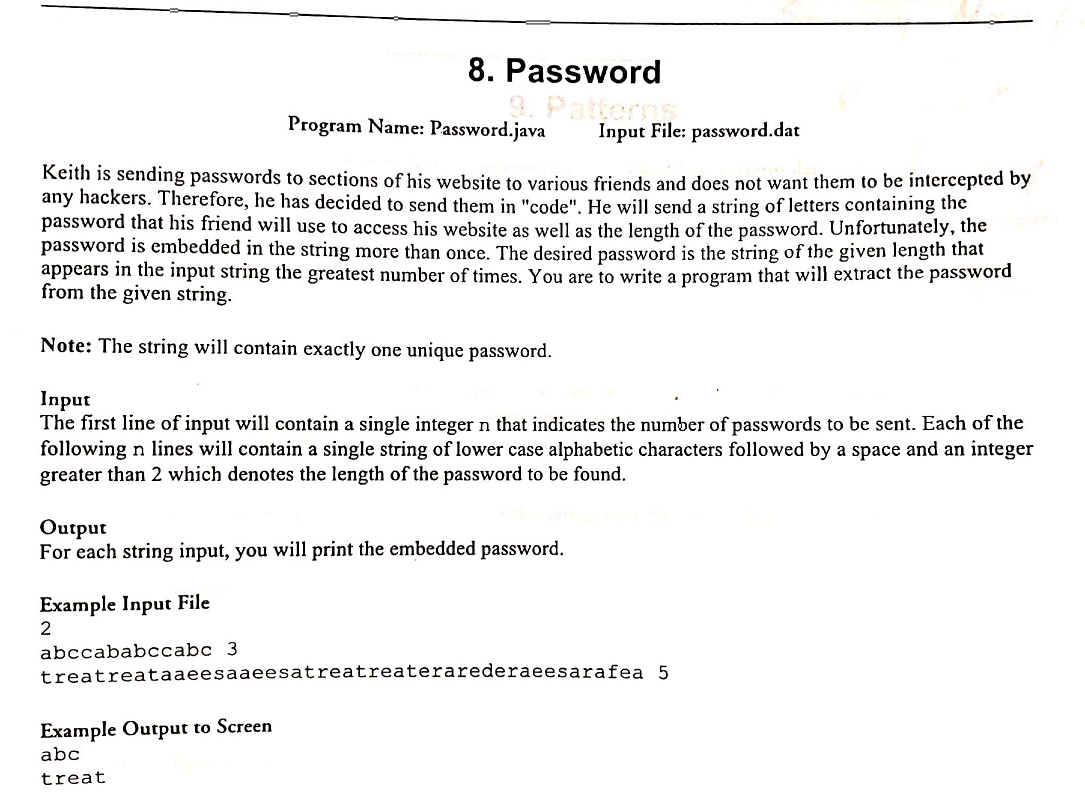 8. Password
9. Patterns
Program Name: Password.java Input File: password.dat
Keith is sending passwords to sections of his website to various friends and does not want them to be intercepted by
any hackers. Therefore, he has decided to send them in "code". He will send a string of letters containing the
password that his friend will use to access his website as well as the length of the password. Unfortunately, the
password is embedded in the string more than once. The desired password is the string of the given length that
appears in the input string the greatest number of times. You are to write a program that will extract the password
from the given string.
Note: The string will contain exactly one unique password.
Input
The first line of input will contain a single integer n that indicates the number of passwords to be sent. Each of the
following n lines will contain a single string of lower case alphabetic characters followed by a space and an integer
greater than 2 which denotes the length of the password to be found.
Output
For each string input, you will print the embedded password.
Example Input File
2
abccababccabc 3
treatreataaeesaaeesatreatreaterarederaeesarafea 5
Example Output to Screen
abc
treat